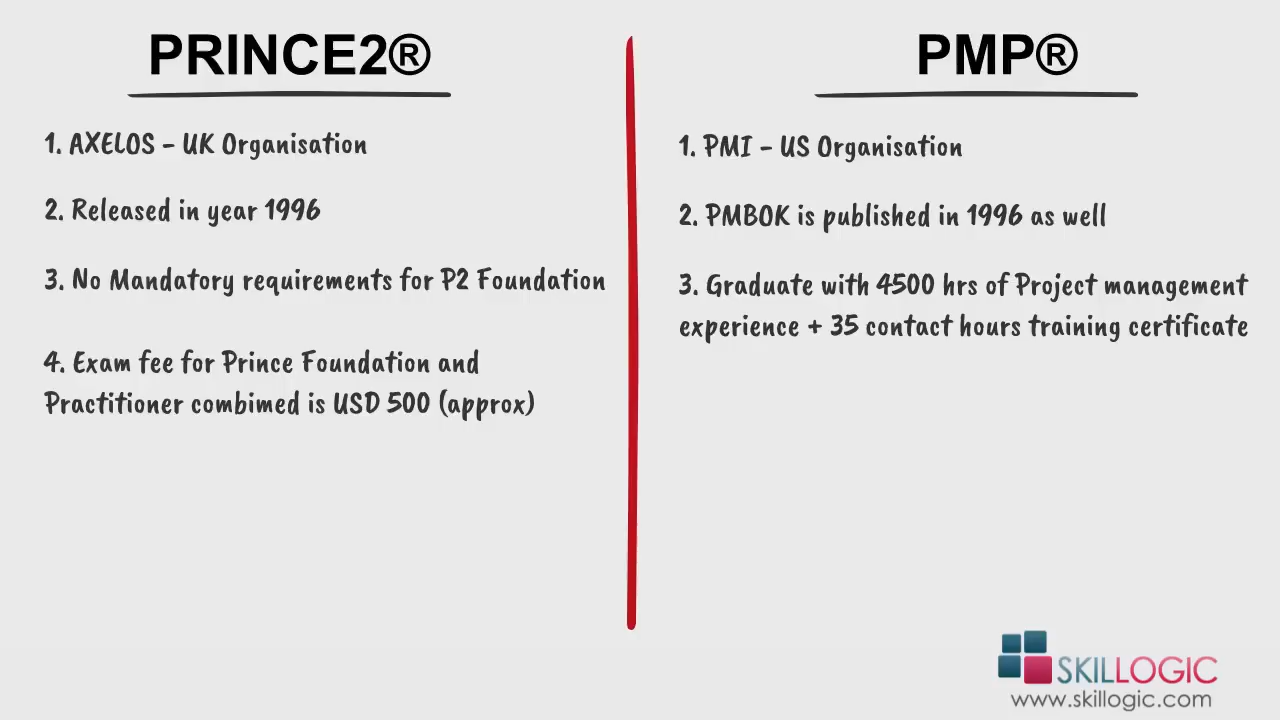 PRINCE2®
1. AXELOS - UK Organisation
2. Released in year 1996
3. No Mandatory requirements for P2 Foundation
4. Exam fee for Prince Foundation and
Practitioner combimed is USD 500 (approx)
PMP®
1. PMI - US Organisation
2. PMBOK is published in 1996 as well
3. Graduate with 4500 hrs of Project management
experience + 35 contact hours training certificate
SKILLOGIC
www.skillogic.com